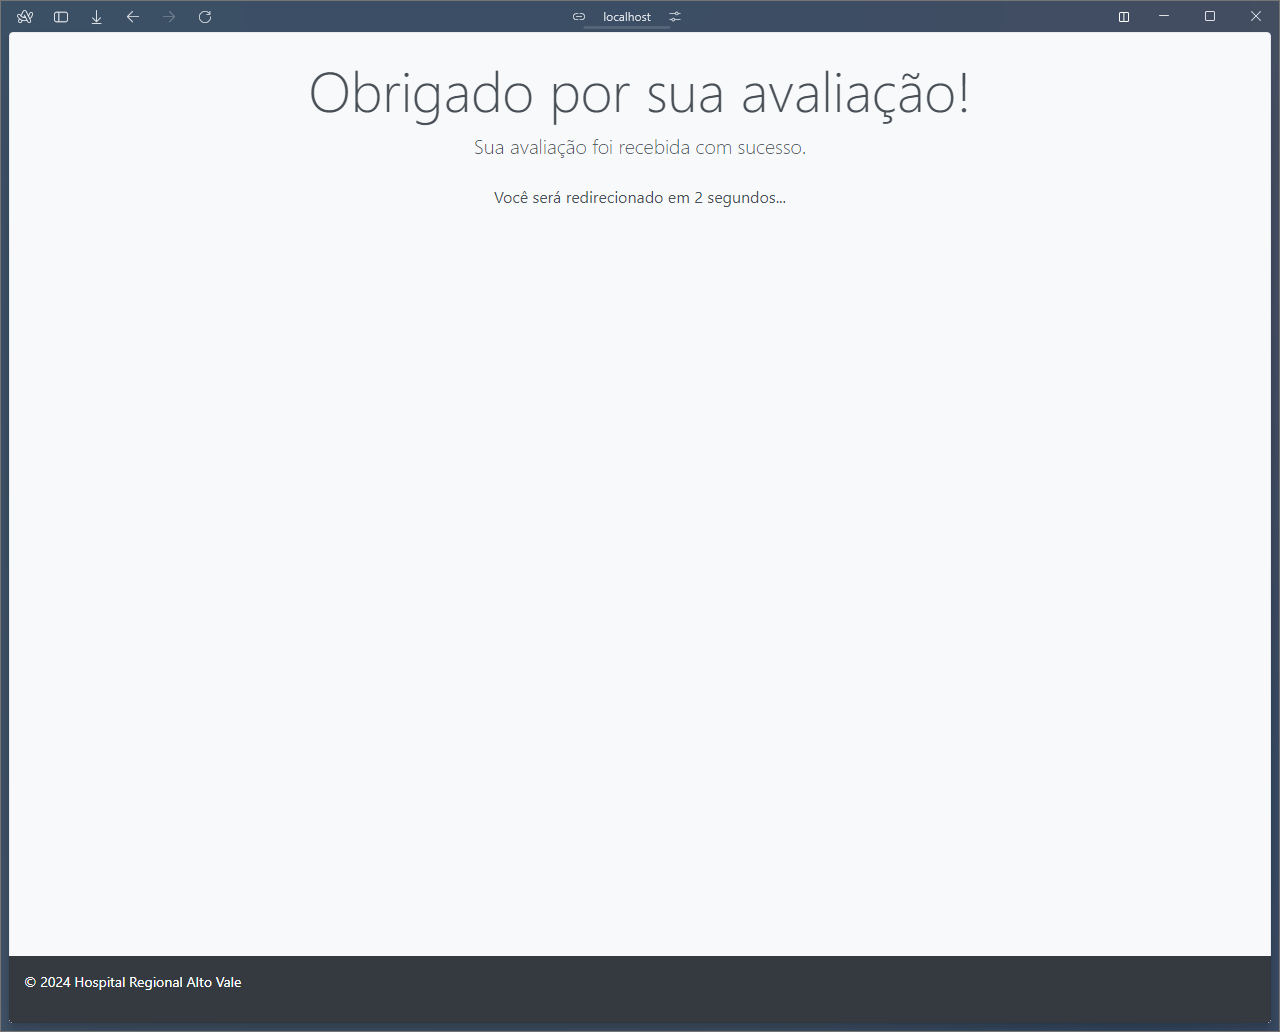 localhost
Obrigado por sua avaliação!
Sua avaliação foi recebida com sucesso.
Você será redirecionado em 2 segundos...
© 2024 Hospital Regional Alto Vale